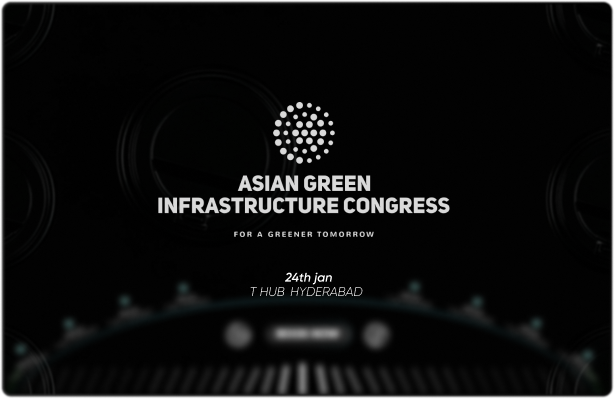 ASIAN GREEN
INFRASTRUCTURE CONGRESS
FOR A GREENER TOMORROW
24th jan
T HUB HYDERABAD